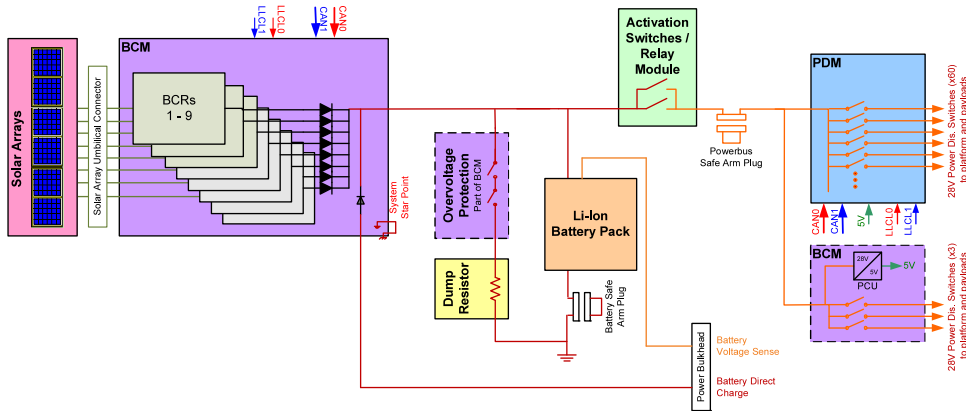 Solar Arrays
Solar Array Umbilical Connector
BCM
LLCL1
LLCL0
CAN1
CAN0
BCRs
1 - 9
System
Star Point
Overvoltage
Protection
Part of BCM
Dump
Resistor
Li-Ion
Battery Pack
Battery Safe
Arm Plug
Activation
Switches /
Relay
Module
Powerbus
Safe Arm Plug
Power Bulkhead
Battery
Voltage Sense
Battery Direct
Charge
PDM
CAN0
CAN1
5V
LLCL0
LLCL1
28V Power Dis. Switches (x60)
to platform and payloads
BCM
28V
5V
PCU
5V
28V Power Dis. Switches (x3)
to platform and payloads